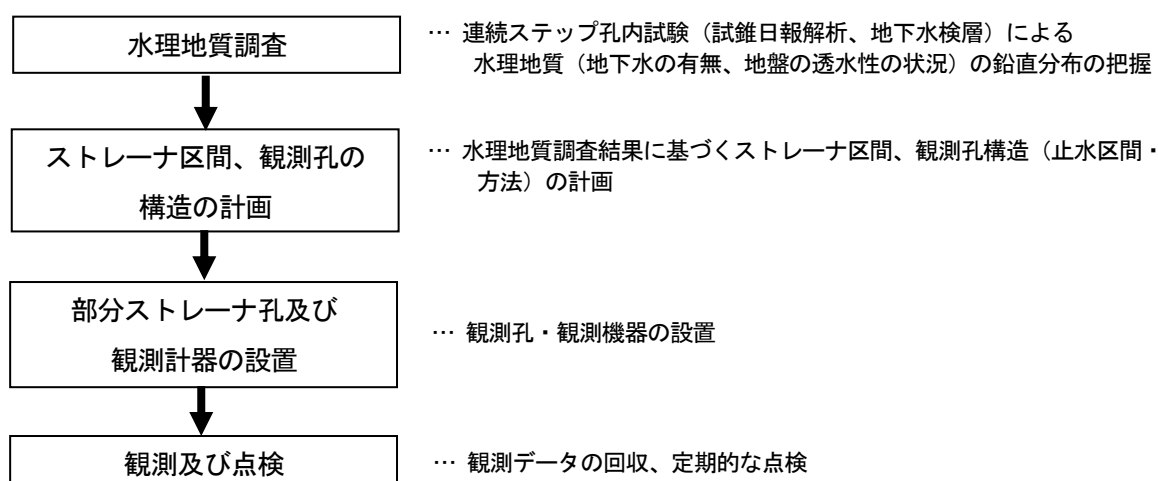 水理地質調査
… 連続ステップ孔内試験（試錐日報解析、地下水検層）による
水理地質（地下水の有無、地盤の透水性の状況）の鉛直分布の把握
ストレーナ区間、観測孔の
構造の計画
… 水理地質調査結果に基づくストレーナ区間、観測孔構造（止水区間・
方法）の計画
部分ストレーナ孔及び
観測計器の設置
… 観測孔・観測機器の設置
観測及び点検
… 観測データの回収、定期的な点検